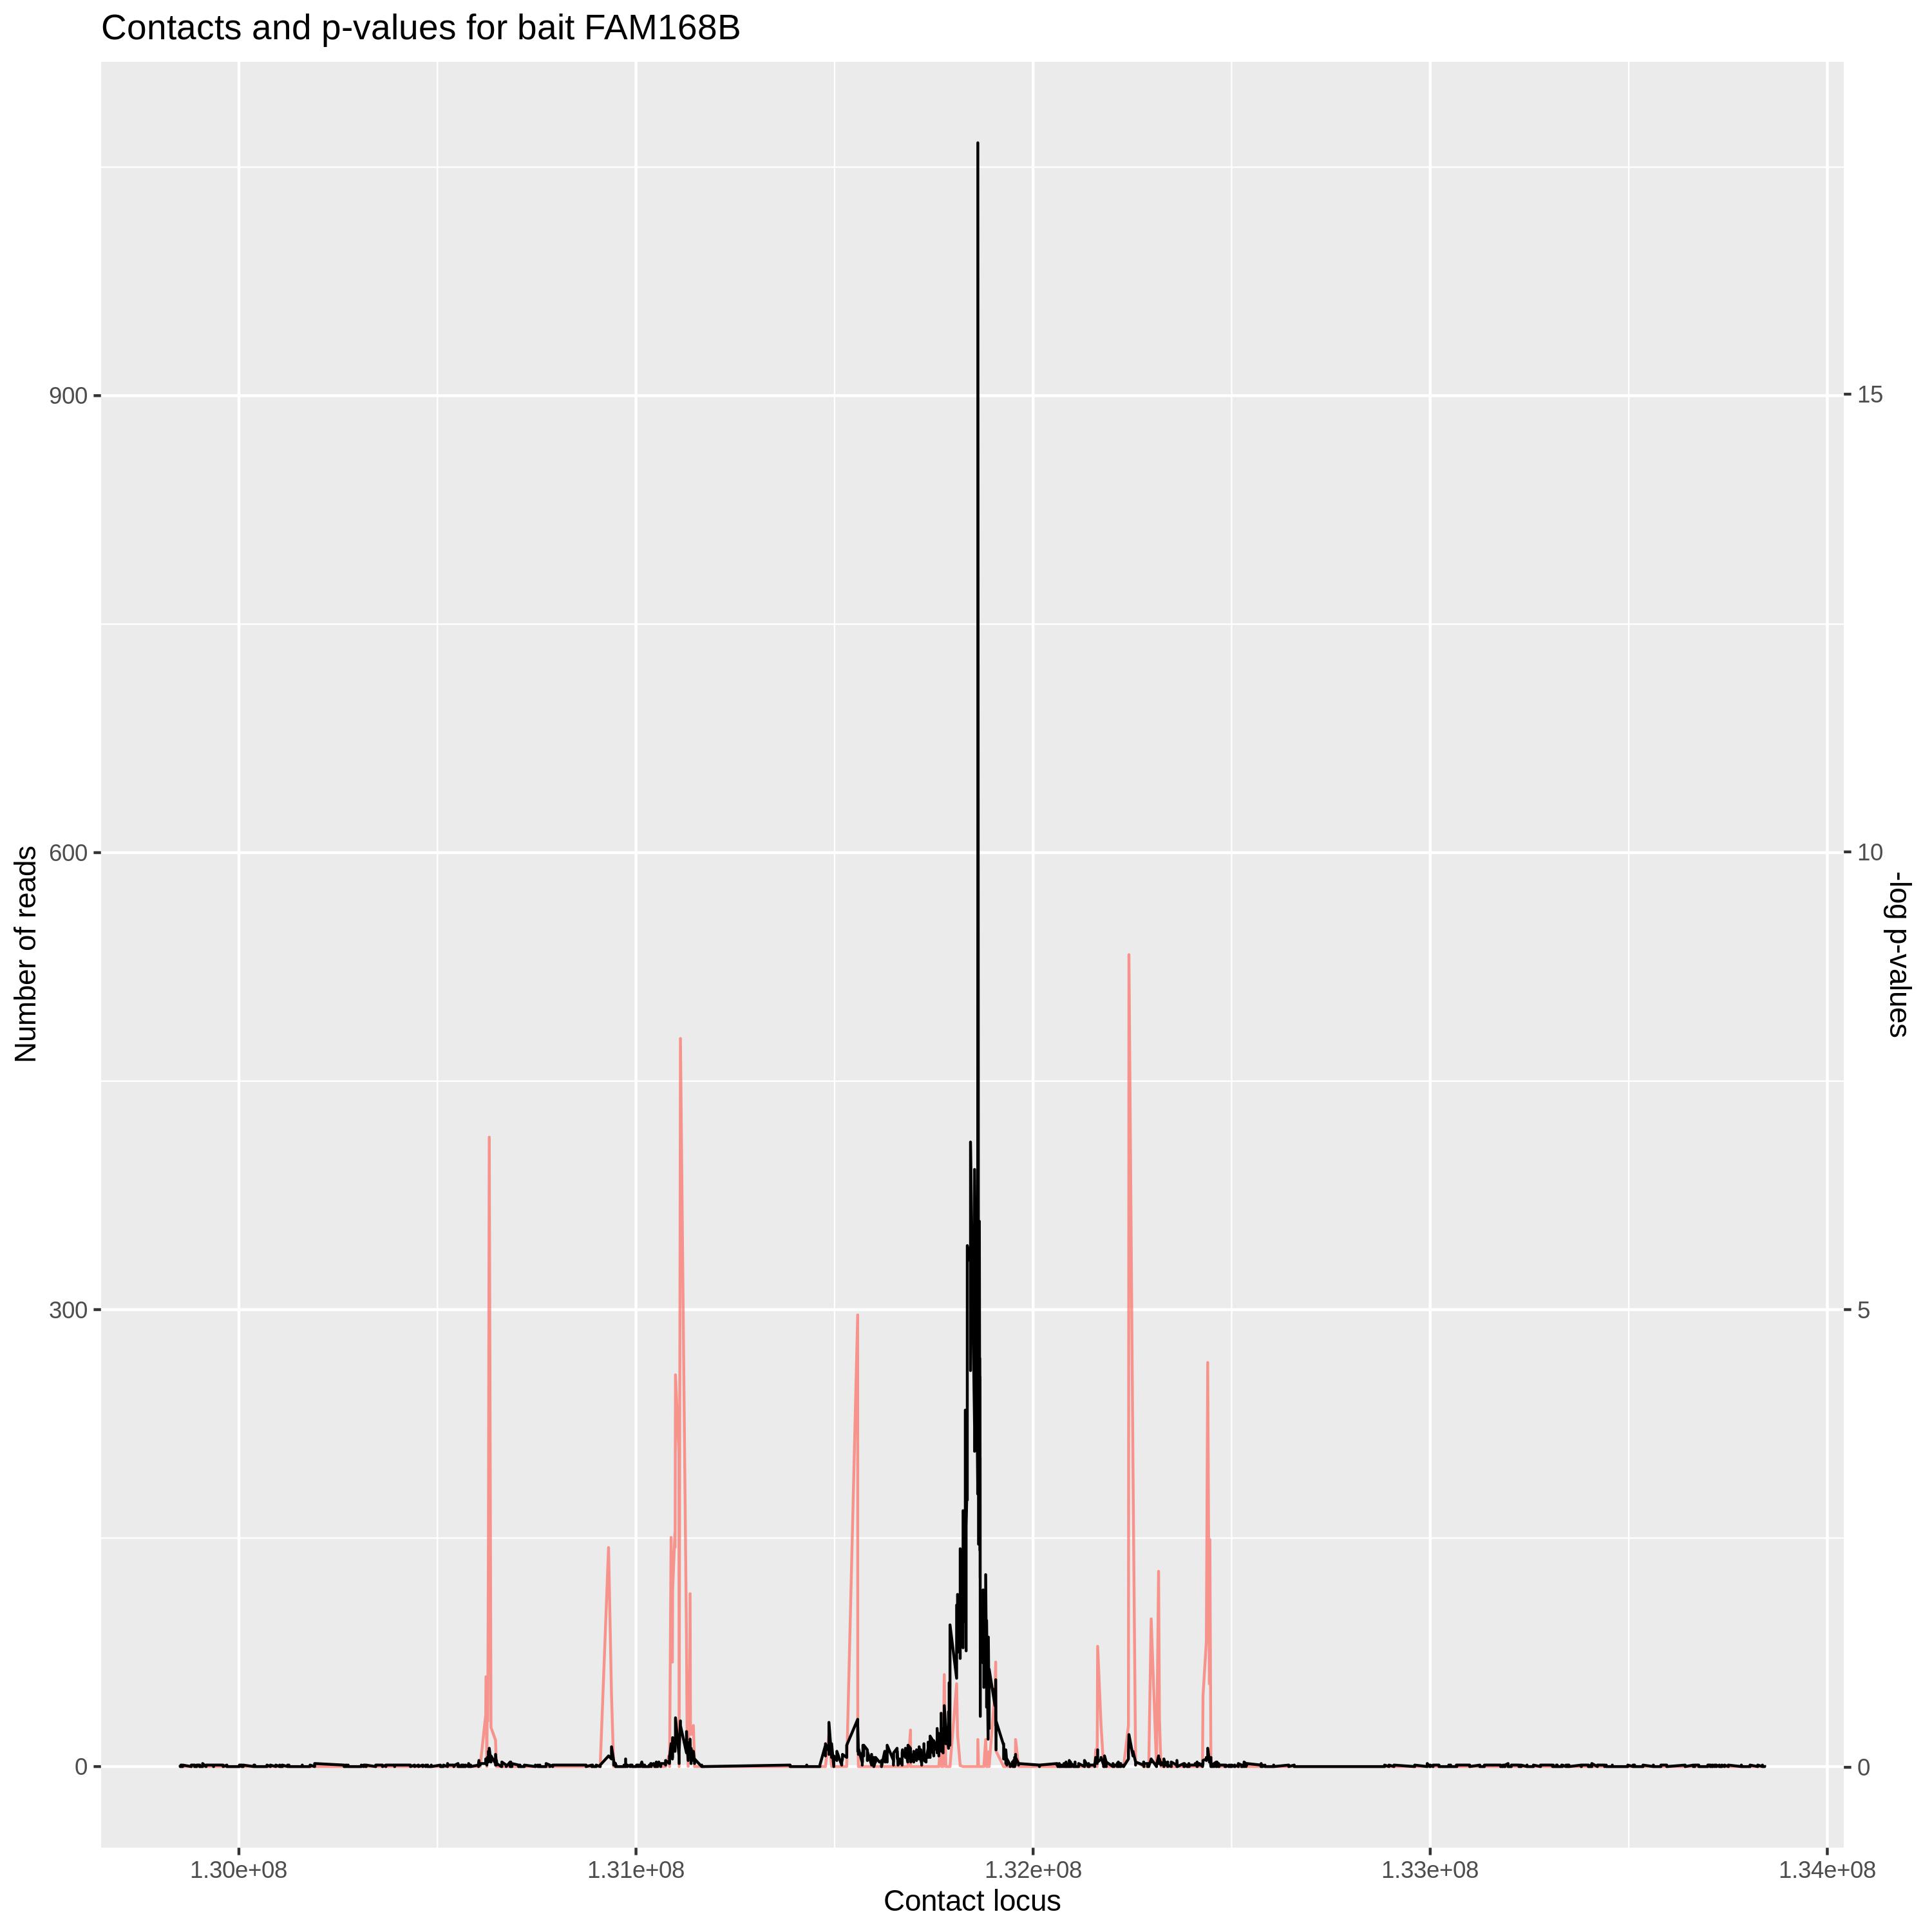 Contacts and p-values for bait FAM168B
Number of reads
900
600
300
0
15
10
5
0
-log p-values
1.30e+08
1.31e+08
1.32e+08
1.33e+08
1.34e+08
Contact locus